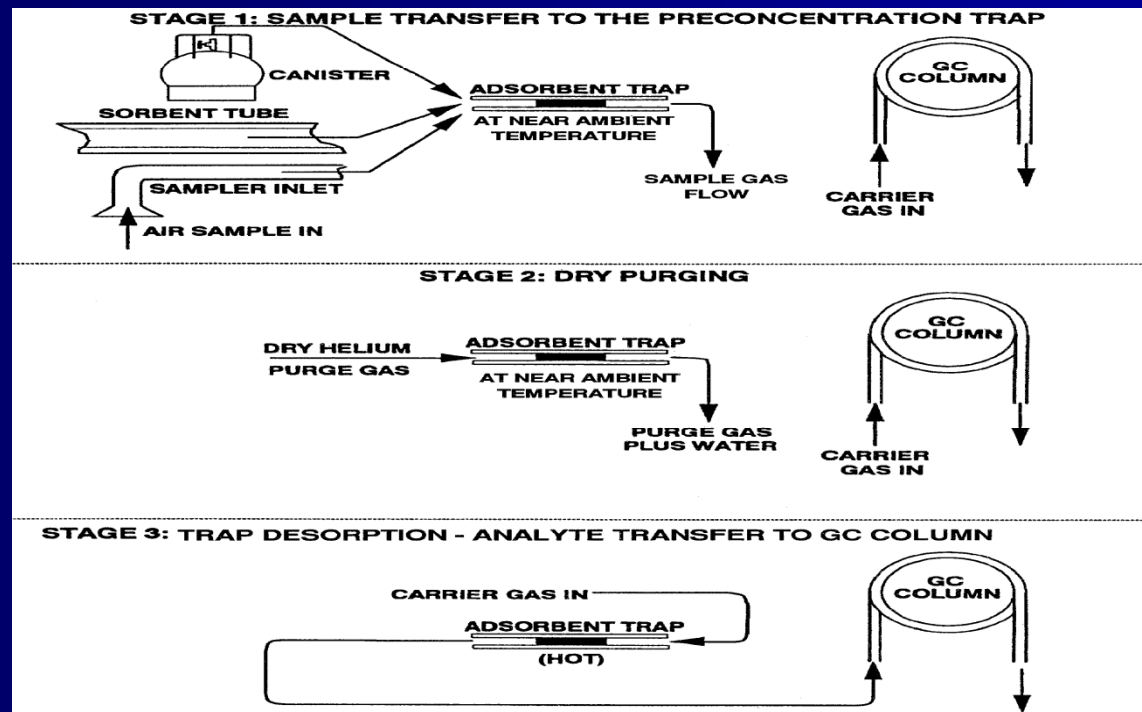 STAGE 1: SAMPLE TRANSFER TO THE PRECONCENTRATION TRAP
CANISTER
SORBENT TUBE
SAMPLER INLET
AIR SAMPLE IN
ADSORBENT TRAP
AT NEAR AMBIENT
TEMPERATURE
SAMPLE GAS
FLOW
GC
COLUMN
CARRIER
GAS IN
STAGE 2: DRY PURGING
DRY HELIUM
PURGE GAS
ADSORBENT TRAP
AT NEAR AMBIENT
TEMPERATURE
PURGE GAS
PLUS WATER
GC
COLUMN
CARRIER
GAS IN
STAGE 3: TRAP DESORPTION - ANALYTE TRANSFER TO GC COLUMN
CARRIER GAS IN
ADSORBENT TRAP
(HOT)
GC
COLUMN